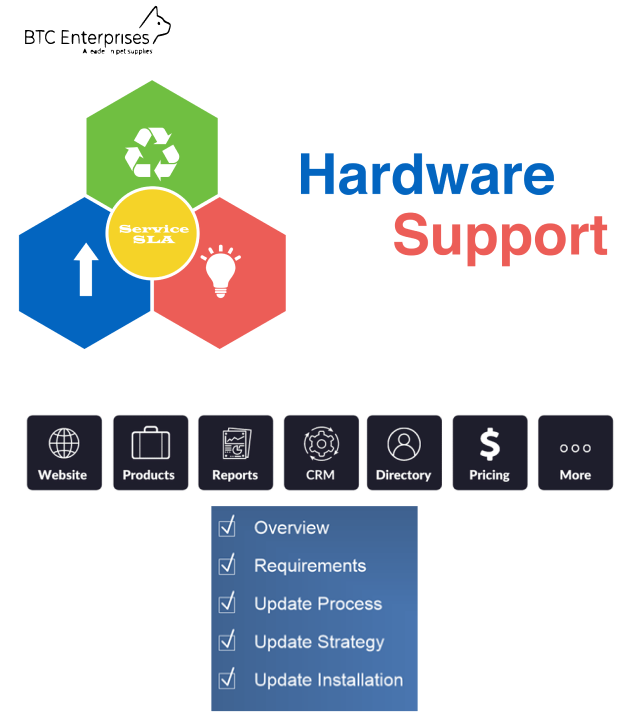 BTC Enterprises
A leader in pet supplies
Hardware
Support
Service
SLA
Website
Products
Reports
CRM
Directory
Pricing
More
Overview
Requirements
Update Process
Update Strategy
Update Installation